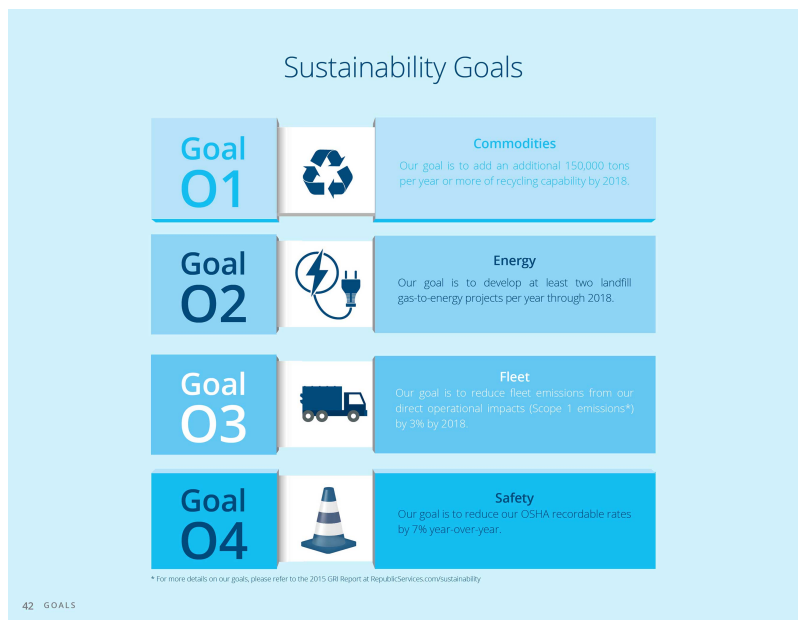 Sustainability Goals
Goal
01
Commodities
Our goal is to add an additional 150,000 tons
per year or more of recycling capability by 2018.
Goal
02
Energy
Our goal is to develop at least two landfill
gas-to-energy projects per year through 2018.
Goal
03
Fleet
Our goal is to reduce fleet emissions from our
direct operational impacts (Scope 1 emissions*)
by 3% by 2018.
Goal
04
Safety
Our goal is to reduce our OSHA recordable rates
by 7% year-over-year.
* For more details on our goals, please refer to the 2015 GRI Report at RepublicServices.com/sustainability
42 GOALS